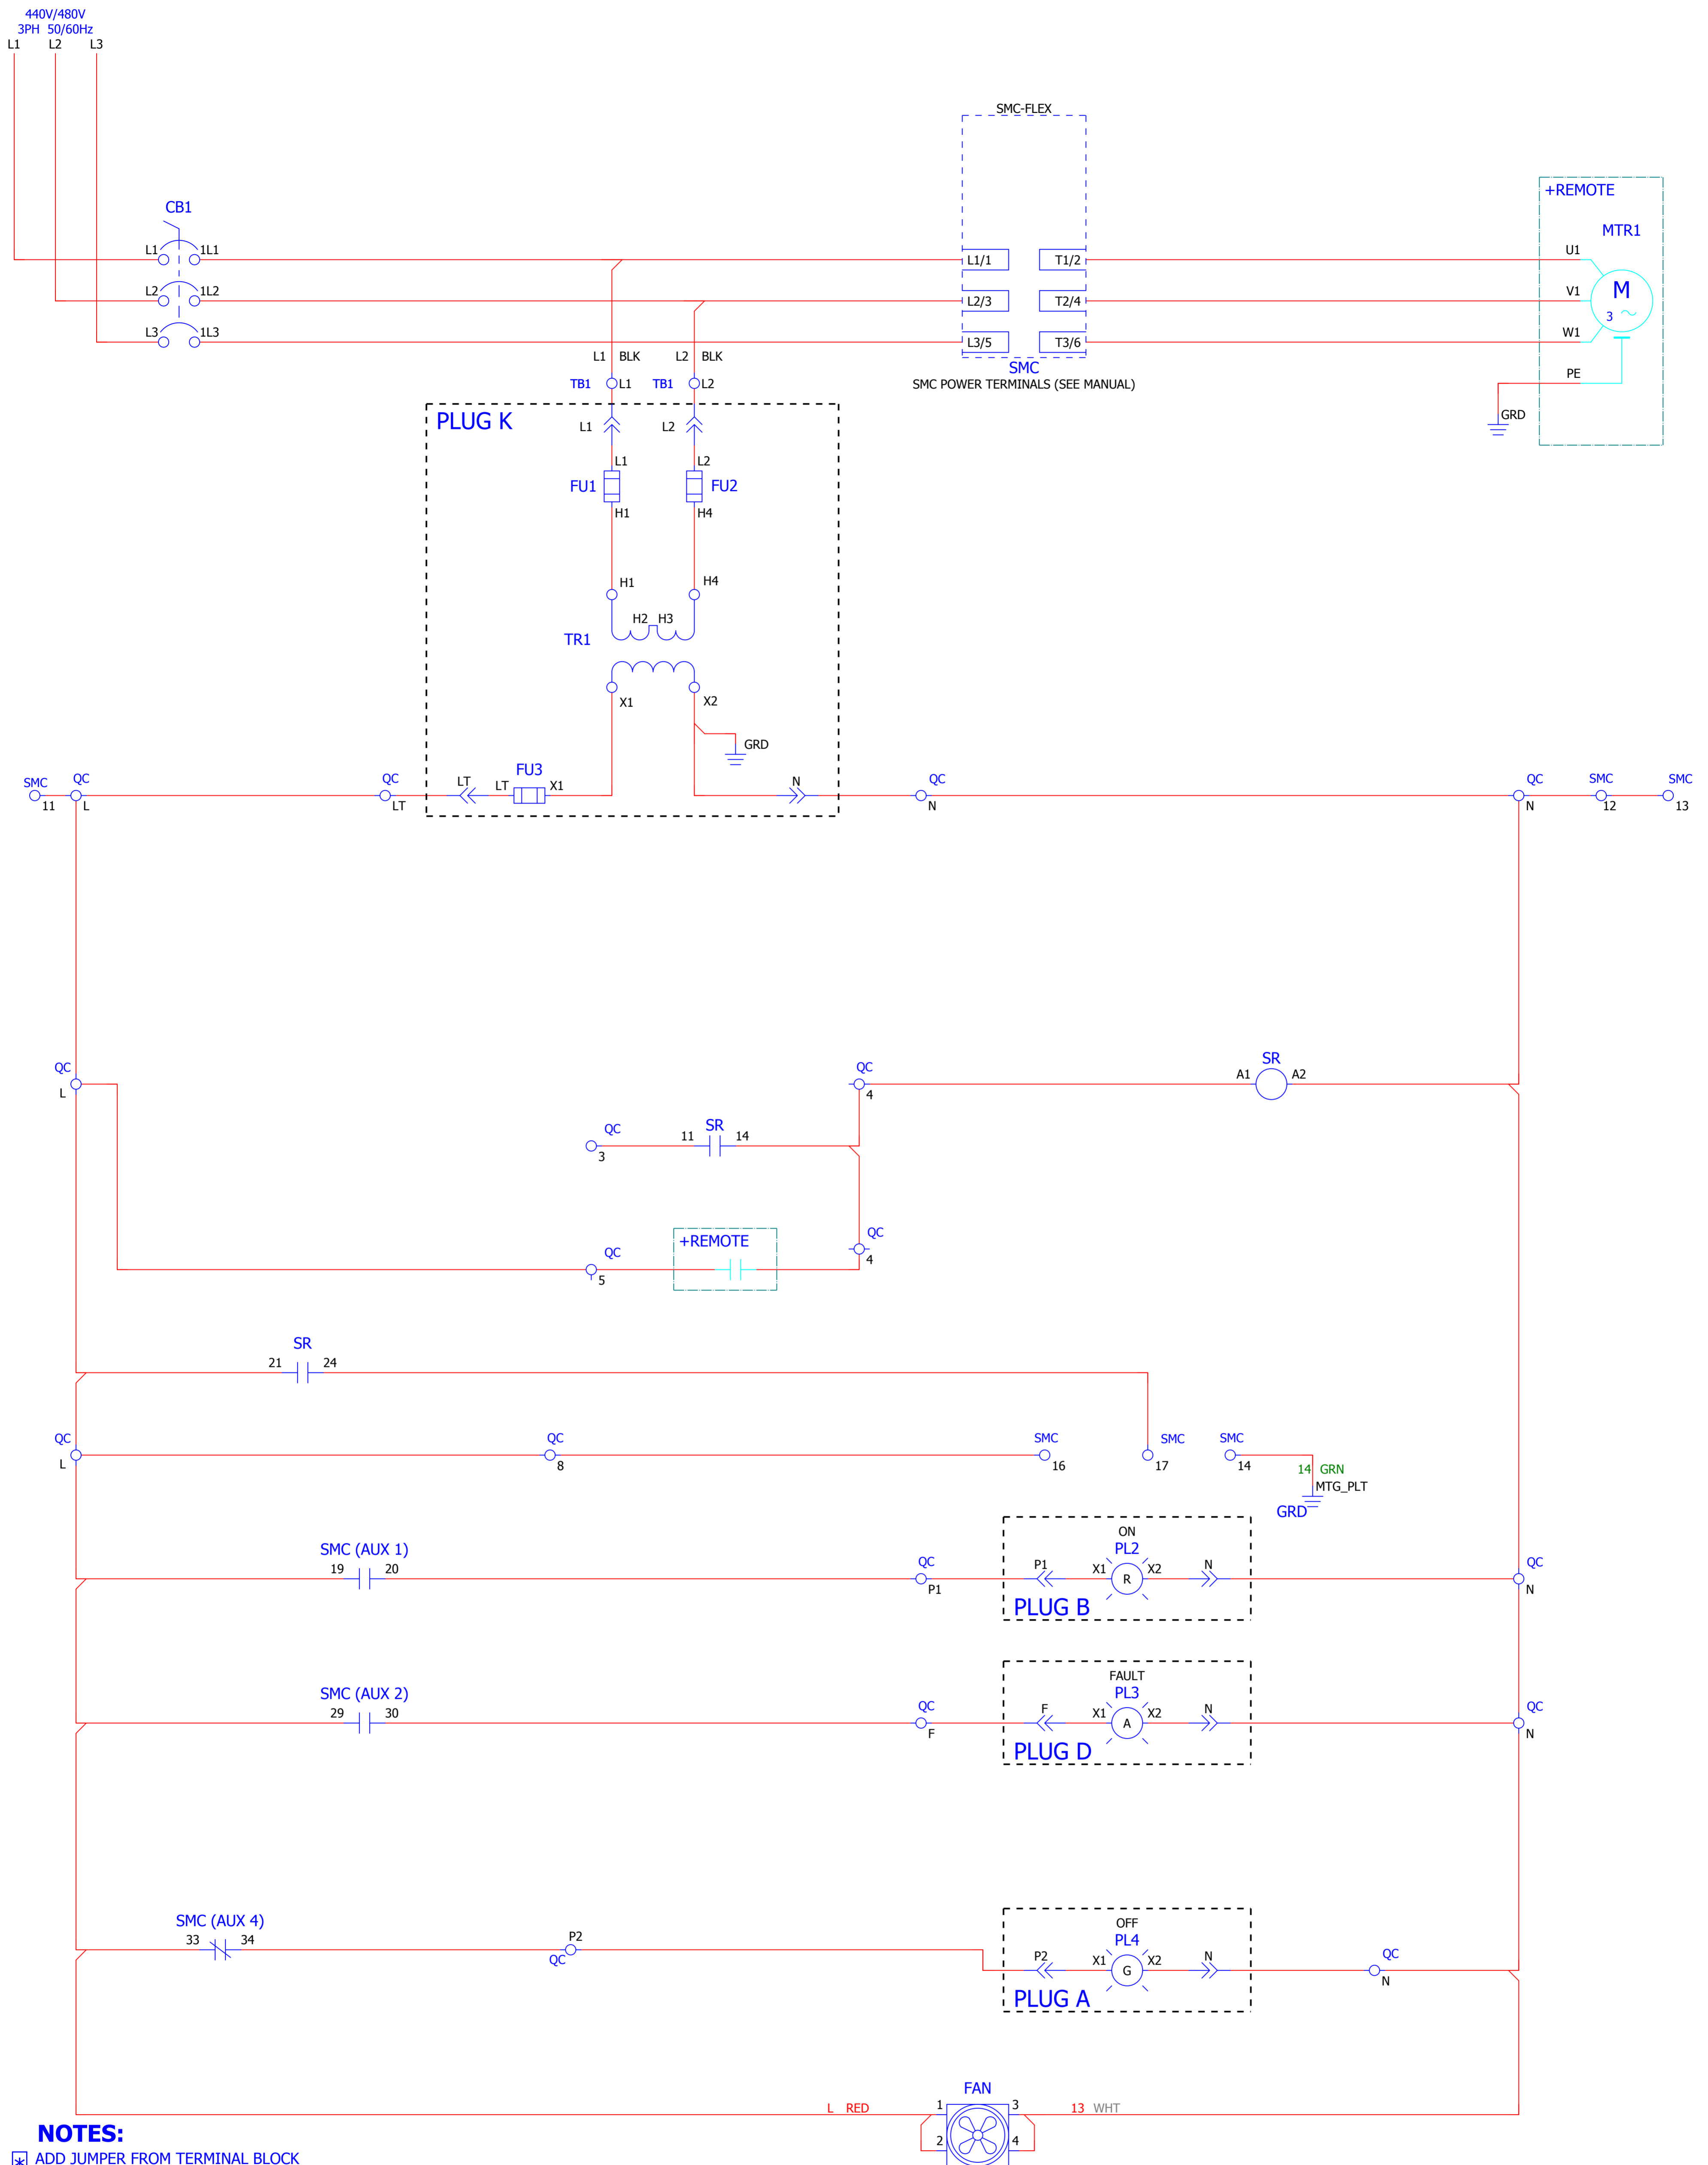 440V/480V
3PH 50/60Hz
L1 L2 L3
SMC-FLEX
CB1
+REMOTE
MTR1
L1 1L1
L1/1 T1/2
U1
L2 1L2
L2/3 T2/4
V1
M
3
L3 1L3
L3/5 T3/6
W1
L1 BLK L2 BLK
SMC
SMC POWER TERMINALS (SEE MANUAL)
PE
TB1 L1 TB1 L2
GRD
PLUG K
L1 L2
L1 L2
FU1 FU2
H1 H4
H1 H4
H2 H3
TR1
X1 X2
GRD
FU3
SMC QC QC LT LT X1 N QC QC SMC SMC
11 L LT N N 12 13
QC QC SR
L 4 A1 A2
QC SR
3 11 14
QC
4
+REMOTE
QC
5
SR
21 24
QC QC SMC SMC SMC
L 8 16 17 14
14 GRN
MTG_PLT
GRD
ON
SMC (AUX 1) PL2
19 20 QC P1 P1 X1 R X2 N QC N
PLUG B
FAULT
SMC (AUX 2) PL3
29 30 QC F F X1 A X2 N QC N
PLUG D
OFF
SMC (AUX 4) PL4
33 34 P2 QC P2 X1 G X2 N QC N
PLUG A
FAN
L RED 1 3 13 WHT
2 4
NOTES:
* ADD JUMPER FROM TERMINAL BLOCK